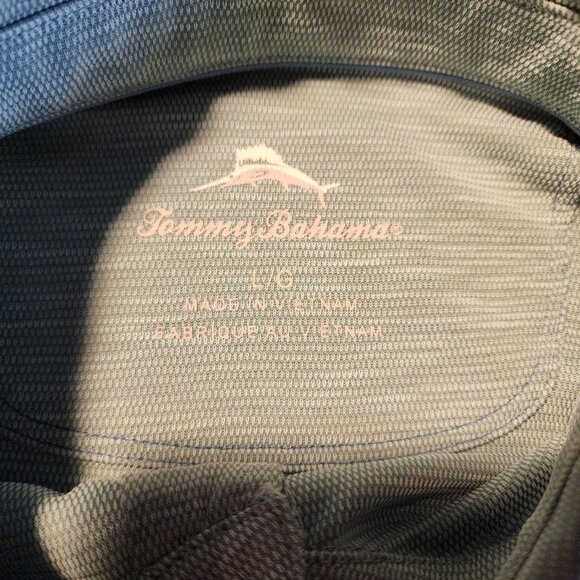 Tommy Bahama®
L/G
MADE IN VIETNAM
FABRIQUE AU VIETNAM